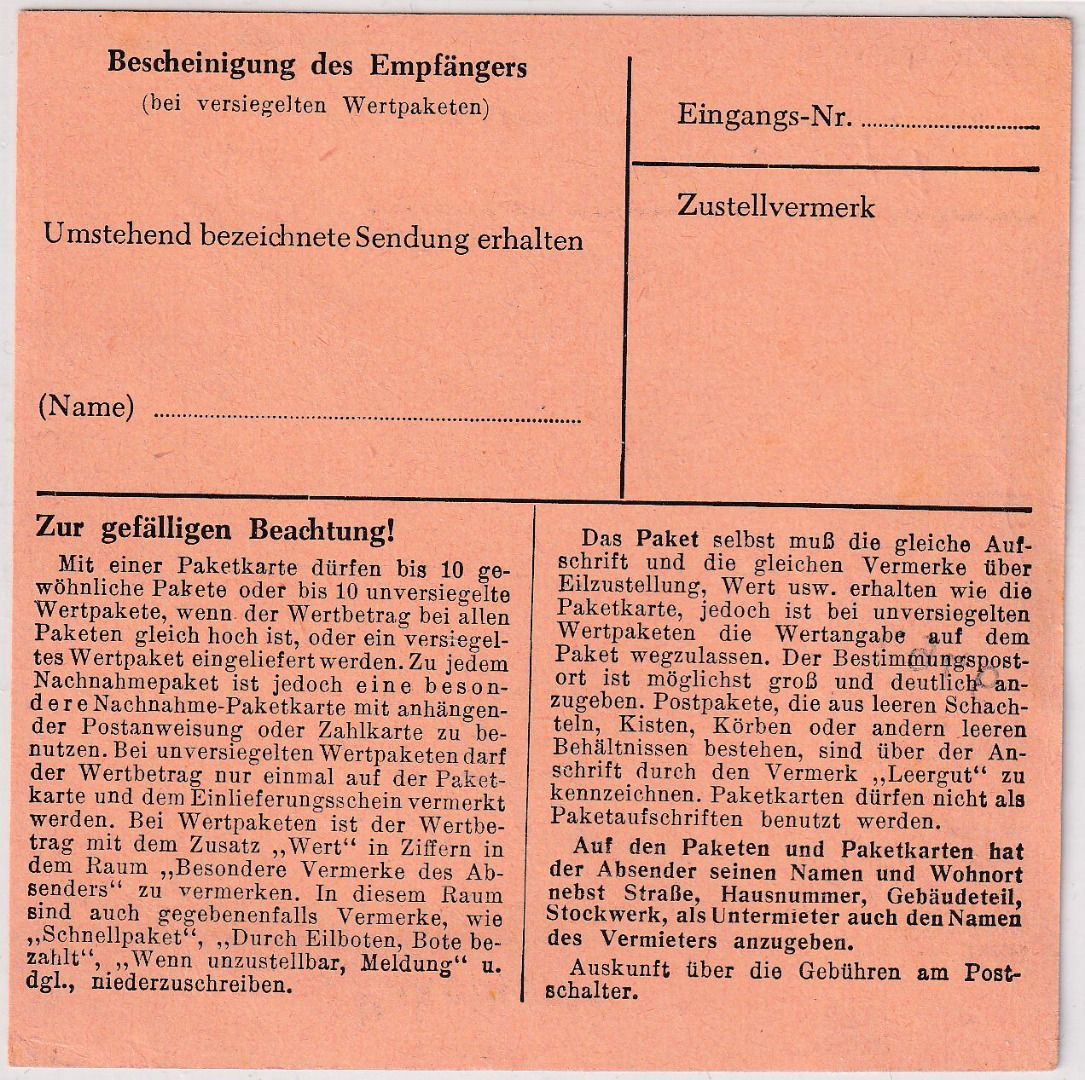 Bescheinigung des Empfängers
(bei versiegelten Wertpaketen)
Umstehend bezeichnete Sendung erhalten
(Name)
Eingangs-Nr.
Zustellvermerk
Zur gefälligen Beachtung!
Mit einer Paketkarte dürfen bis 10 ge-
wöhnliche Pakete oder bis 10 unversiegelte
Wertpakete, wenn der Wertbetrag bei allen
Paketen gleich hoch ist, oder ein versiegel-
tes Wertpaket eingeliefert werden. Zu jedem
Nachnahmepaket ist jedoch eine beson-
dere Nachnahme-Paketkarte mit anhängen-
der Postanweisung oder Zahlkarte zu be-
nutzen. Bei unversiegelten Wertpaketen darf
der Wertbetrag nur einmal auf der Paket-
karte und dem Einlieferungsschein vermerkt
werden. Bei Wertpaketen ist der Wertbe-
trag mit dem Zusatz „Wert“ in Ziffern in
dem Raum „Besondere Vermerke des Ab-
senders“ zu vermerken. In diesem Raum
sind auch gegebenenfalls Vermerke, wie
„Schnellpaket“, „Durch Eilboten, Bote be-
zahlt“, „Wenn unzustellbar, Meldung“ u.
dgl., niederzuschreiben.
Das Paket selbst muß die gleiche Auf-
schrift und die gleichen Vermerke über
Eilzustellung, Wert usw. erhalten wie die
Paketkarte, jedoch ist bei unversiegelten
Wertpaketen die Wertangabe auf dem
Paket wegzulassen. Der Bestimmungspost-
ort ist möglichst groß und deutlich an-
zugeben. Postpakete, die aus leeren Schach-
teln, Kisten, Körben oder andern leeren
Behältnissen bestehen, sind über der An-
schrift durch den Vermerk „Leergut“ zu
kennzeichnen. Paketkarten dürfen nicht als
Paketaufschriften benutzt werden.
Auf den Paketen und Paketkarten hat
der Absender seinen Namen und Wohnort
nebst Straße, Hausnummer, Gebäudeteil,
Stockwerk, als Untermieter auch den Namen
des Vermieters anzugeben.
Auskunft über die Gebühren am Post-
schalter.